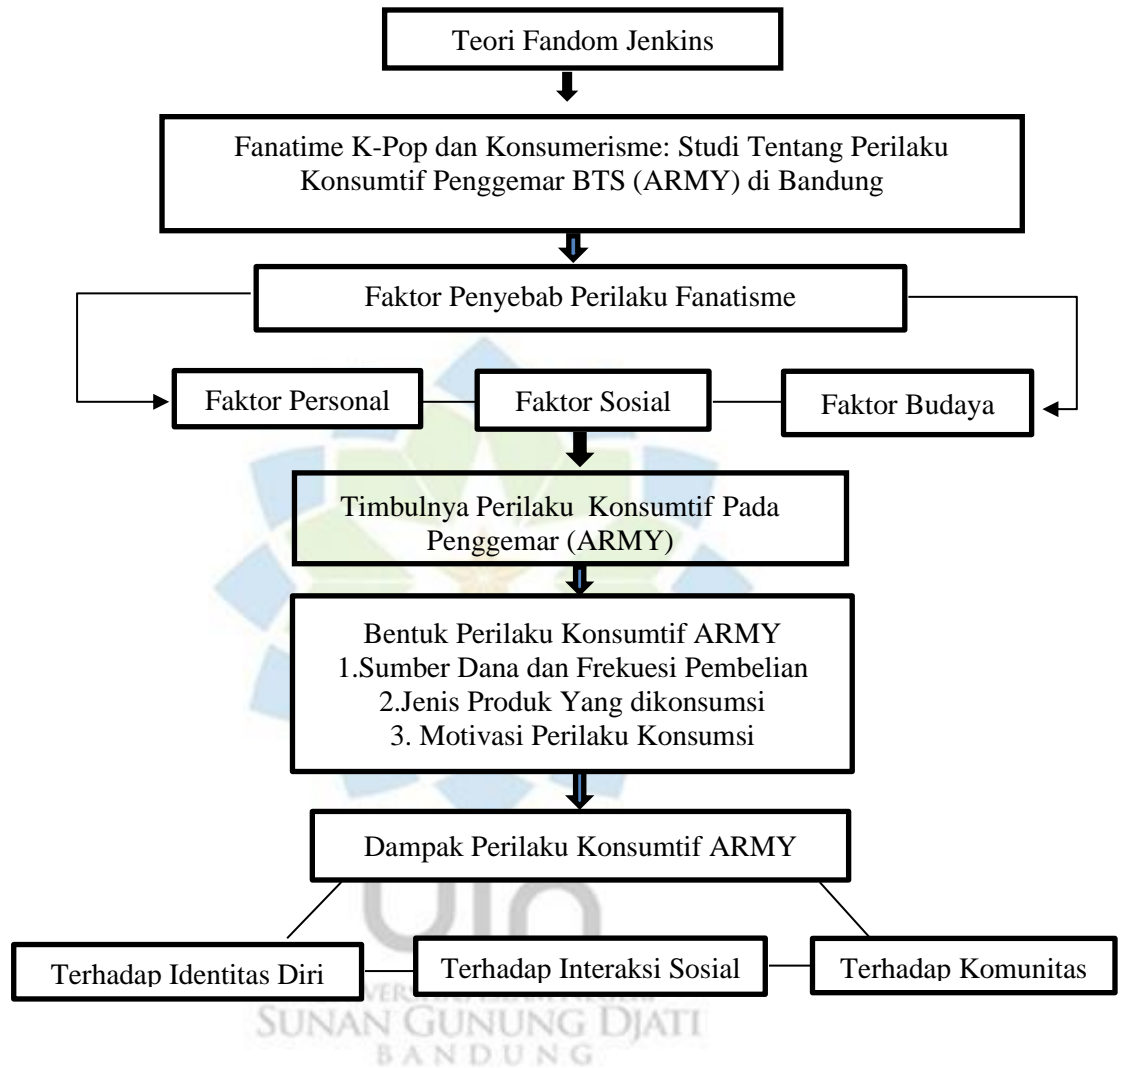 Teori Fandom Jenkins
Fanatime K-Pop dan Konsumerisme: Studi Tentang Perilaku
Konsumtif Penggemar BTS (ARMY) di Bandung
Faktor Penyebab Perilaku Fanatisme
Faktor Personal
Faktor Sosial
Faktor Budaya
Timbulnya Perilaku Konsumtif Pada
Penggemar (ARMY)
Bentuk Perilaku Konsumtif ARMY
1.Sumber Dana dan Frekuesi Pembelian
2.Jenis Produk Yang dikonsumsi
3. Motivasi Perilaku Konsumsi
Dampak Perilaku Konsumtif ARMY
uin
Terhadap Identitas Diri
Terhadap Interaksi Sosial
Terhadap Komunitas
SUNAN GUNUNG DJATI
BANDUNG